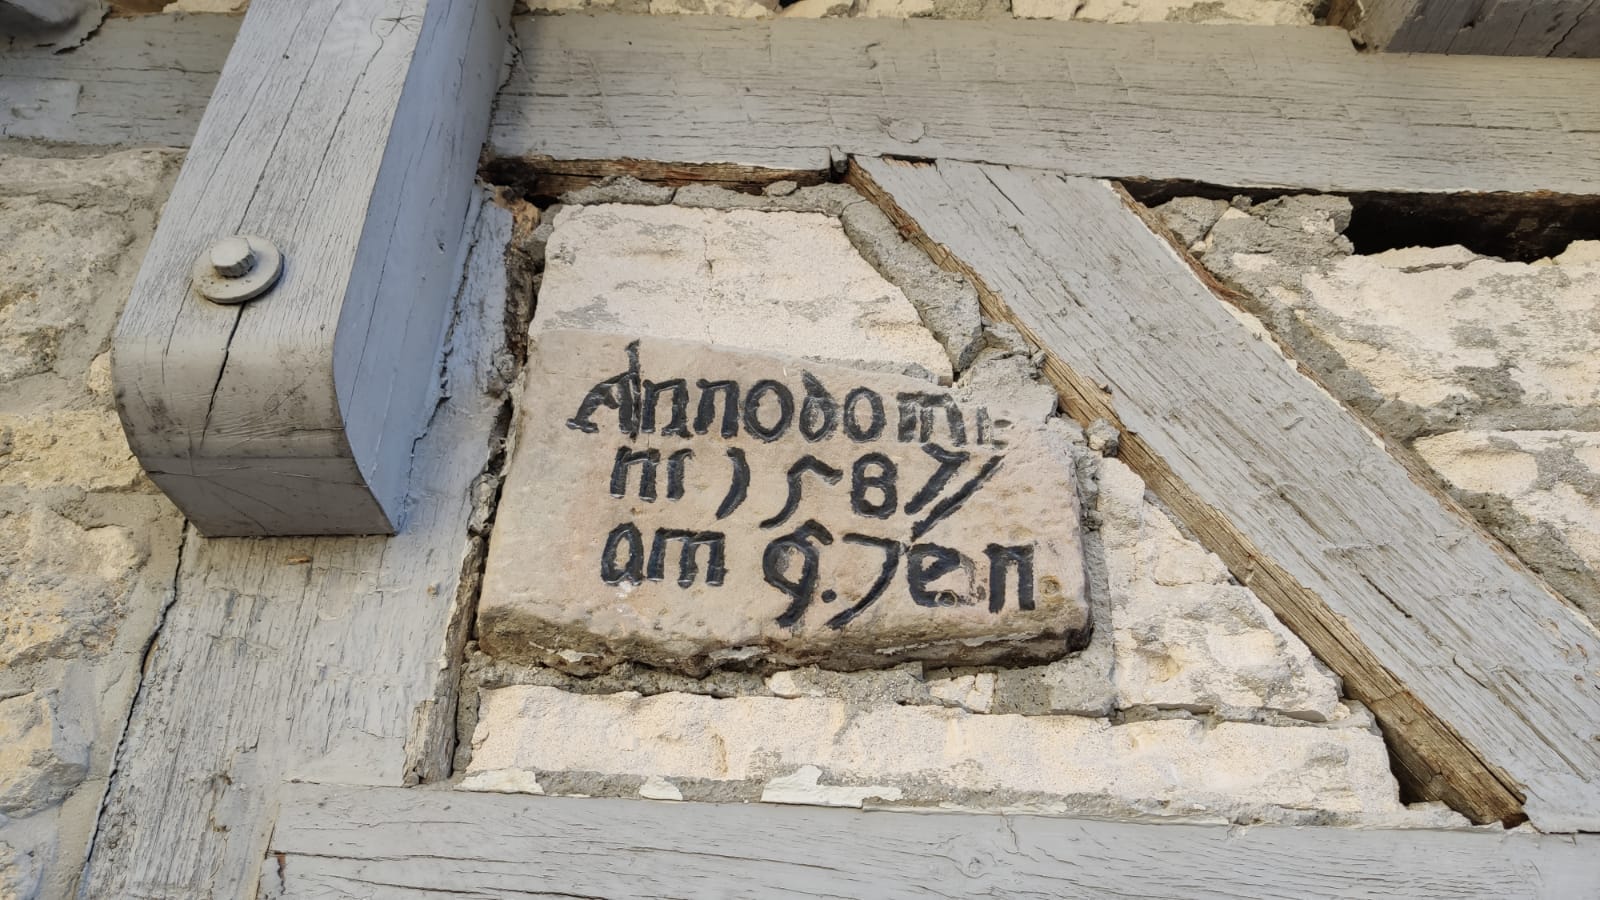 Annodomi
ni 1587
am 9. Jen